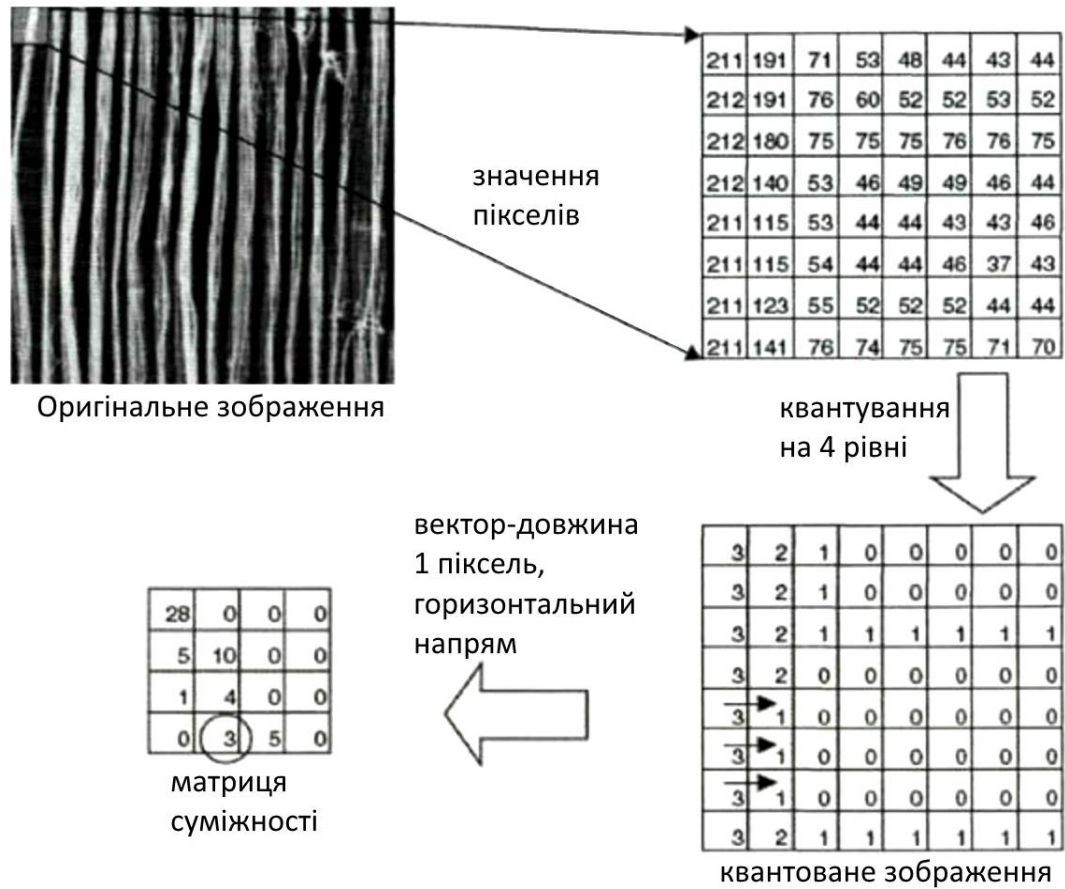 211 191 71 53 48 44 43 44
212 191 76 60 52 52 53 52
212 180 75 75 75 76 76 75
212 140 53 46 49 49 46 44
211 115 53 44 44 43 43 46
211 115 54 44 44 46 37 43
211 123 55 52 52 52 44 44
211 141 76 74 75 75 71 70
значення
пікселів
Оригінальне зображення
квантування
на 4 рівні
вектор-довжина
1 піксель,
горизонтальний
напрям
3 2 1 0 0 0 0 0
3 2 1 0 0 0 0 0
3 2 1 1 1 1 1 1
3 2 0 0 0 0 0 0
3 1 0 0 0 0 0 0
3 1 0 0 0 0 0 0
3 1 0 0 0 0 0 0
3 2 1 1 1 1 1 1
28 0 0 0
5 10 0 0
1 4 0 0
0 3 5 0
матриця
суміжності
квантоване зображення